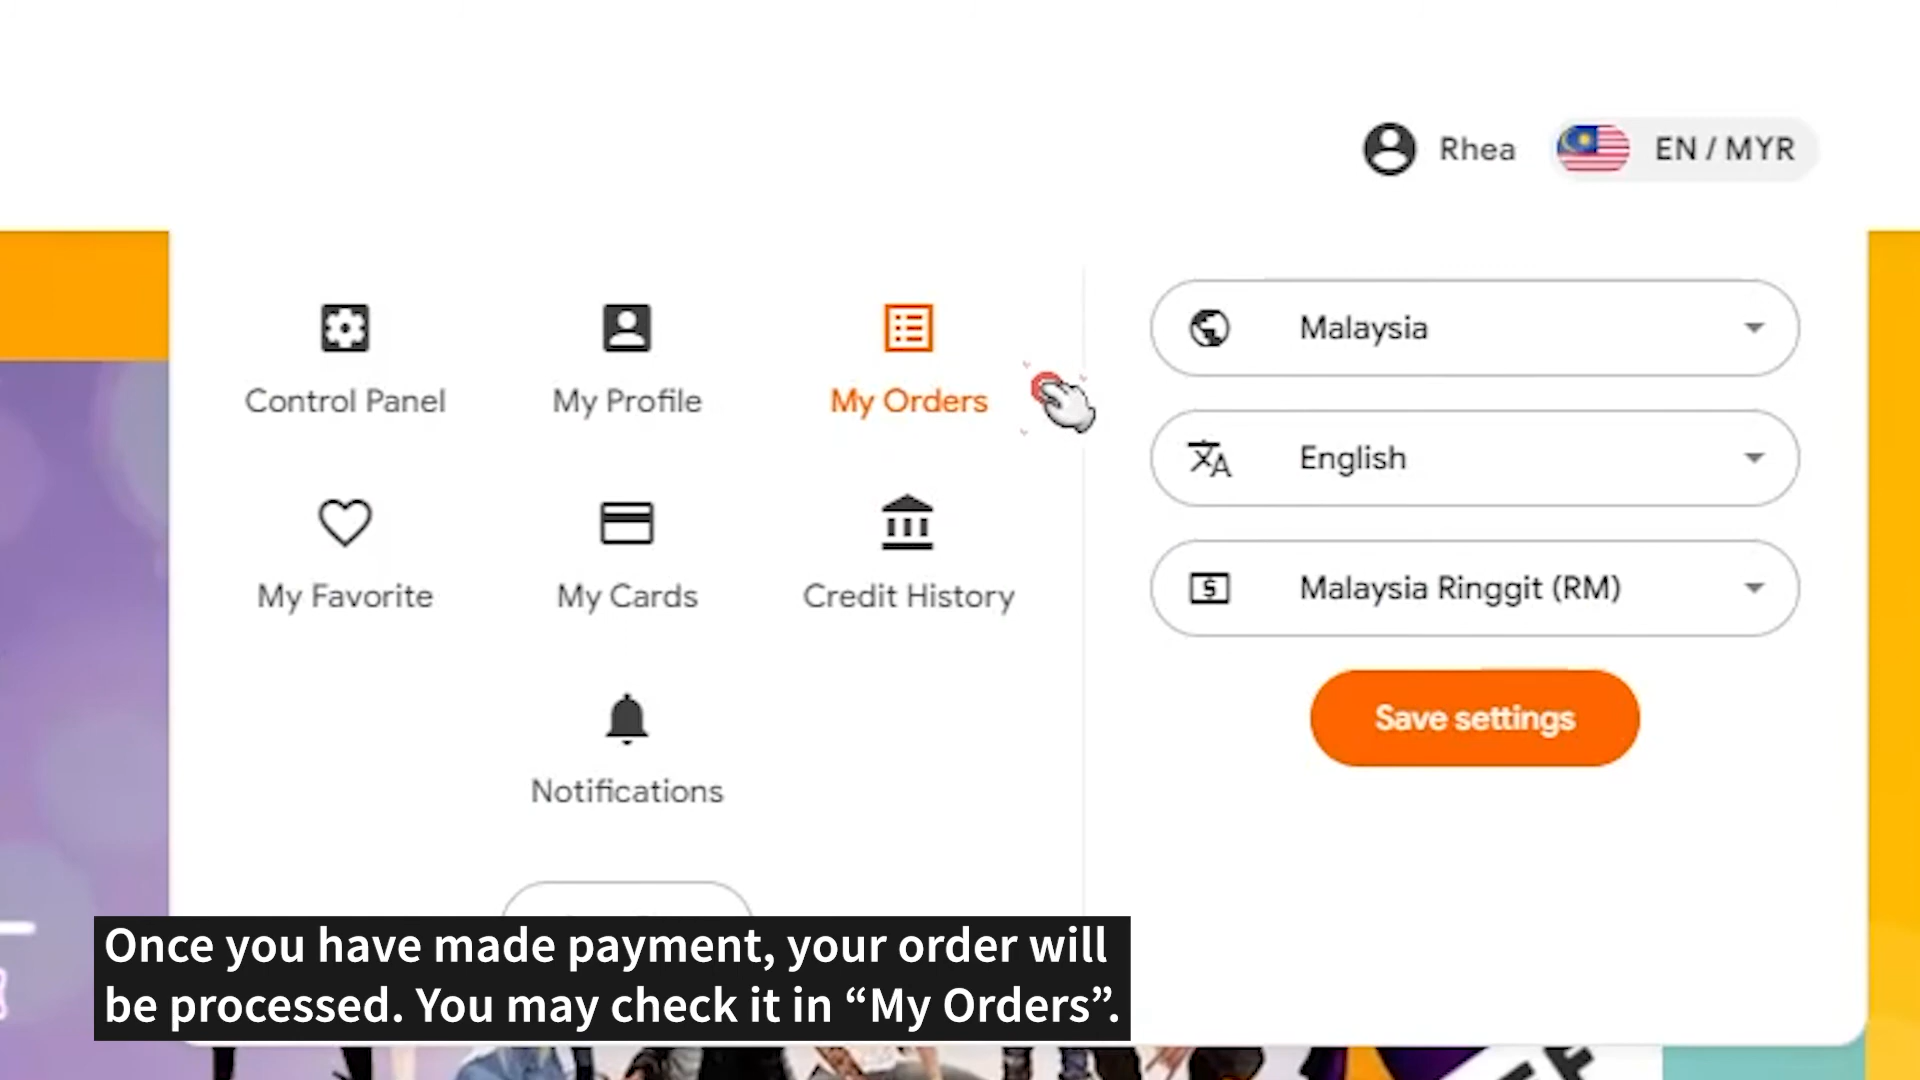 Rhea
EN / MYR
Control Panel
My Profile
My Orders
My Favorite
My Cards
Credit History
Notifications
Malaysia
English
Malaysia Ringgit (RM)
Save settings
Once you have made payment, your order will
be processed. You may check it in “My Orders”.